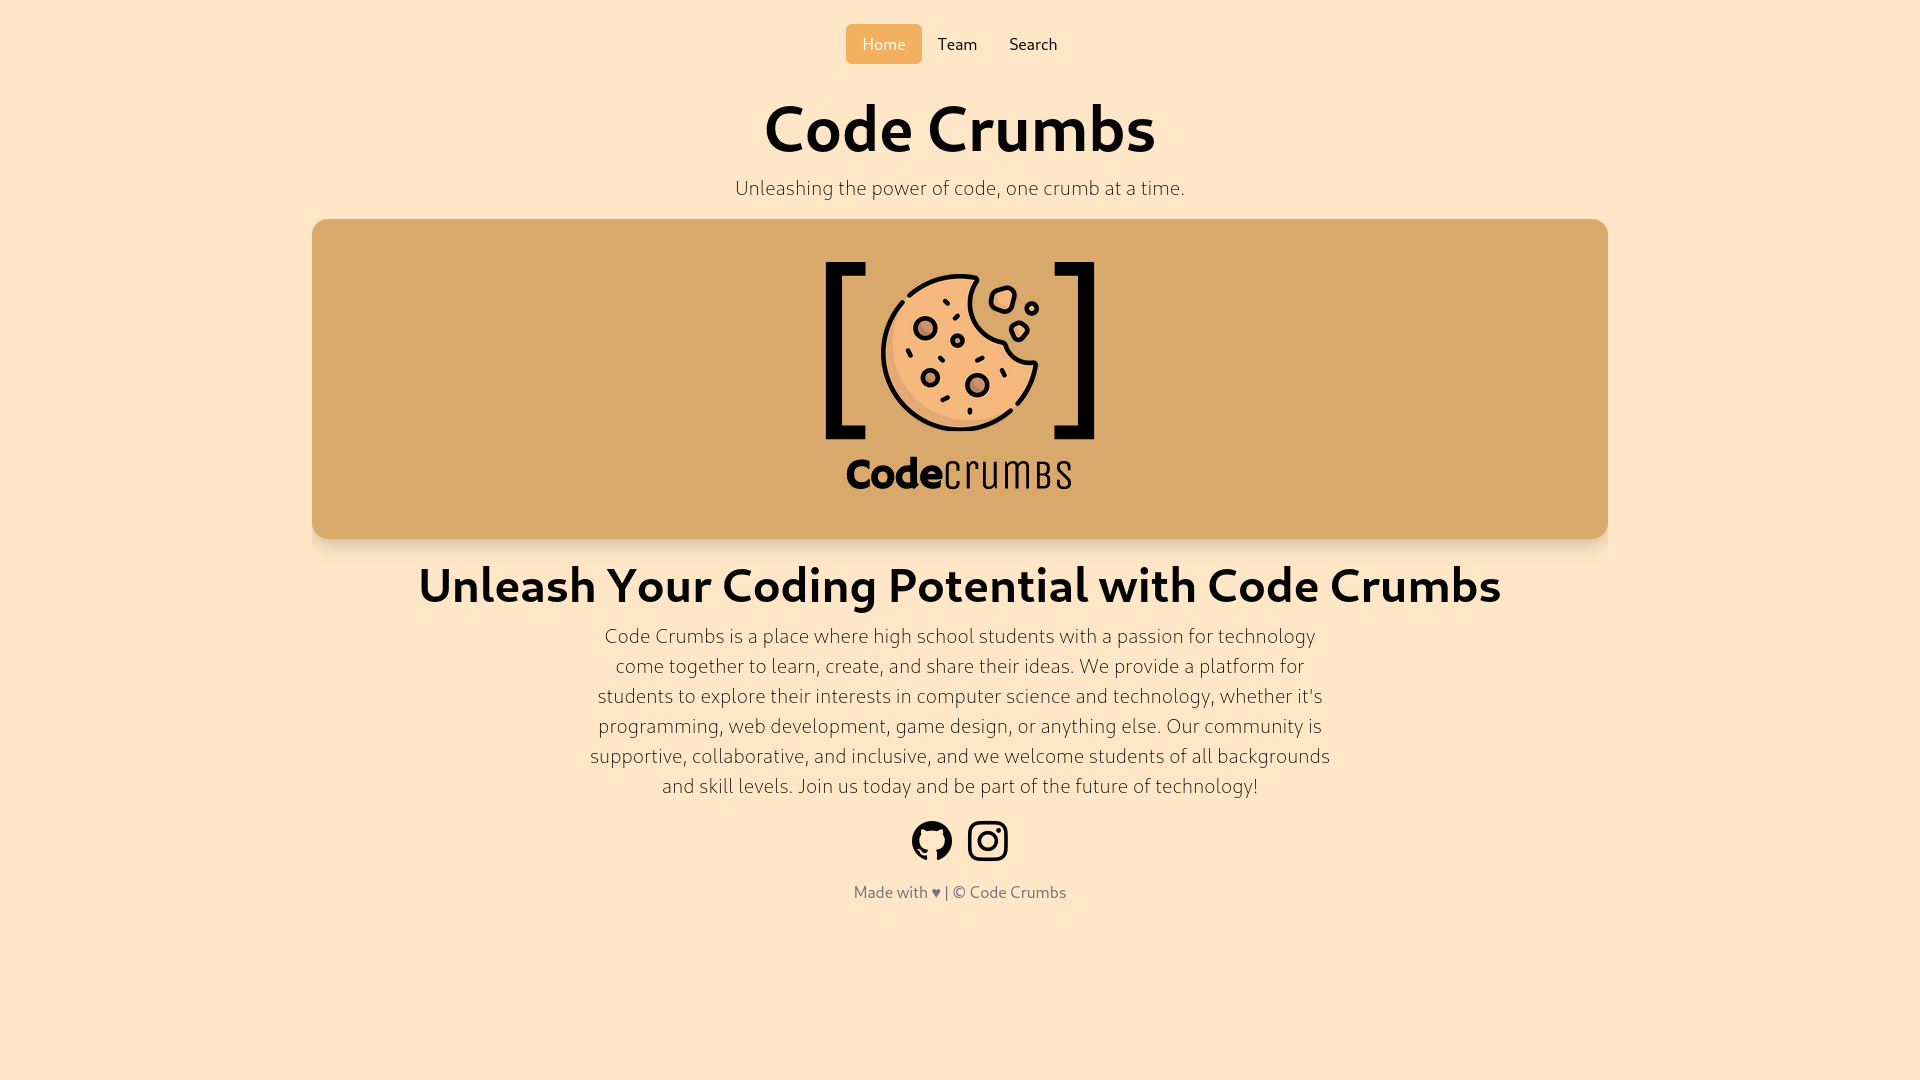 Home Team Search
Code Crumbs
Unleashing the power of code, one crumb at a time.
[ ]
Codecrumbs
Unleash Your Coding Potential with Code Crumbs
Code Crumbs is a place where high school students with a passion for technology
come together to learn, create, and share their ideas. We provide a platform for
students to explore their interests in computer science and technology, whether it's
programming, web development, game design, or anything else. Our community is
supportive, collaborative, and inclusive, and we welcome students of all backgrounds
and skill levels. Join us today and be part of the future of technology!
Made with ♥ | © Code Crumbs